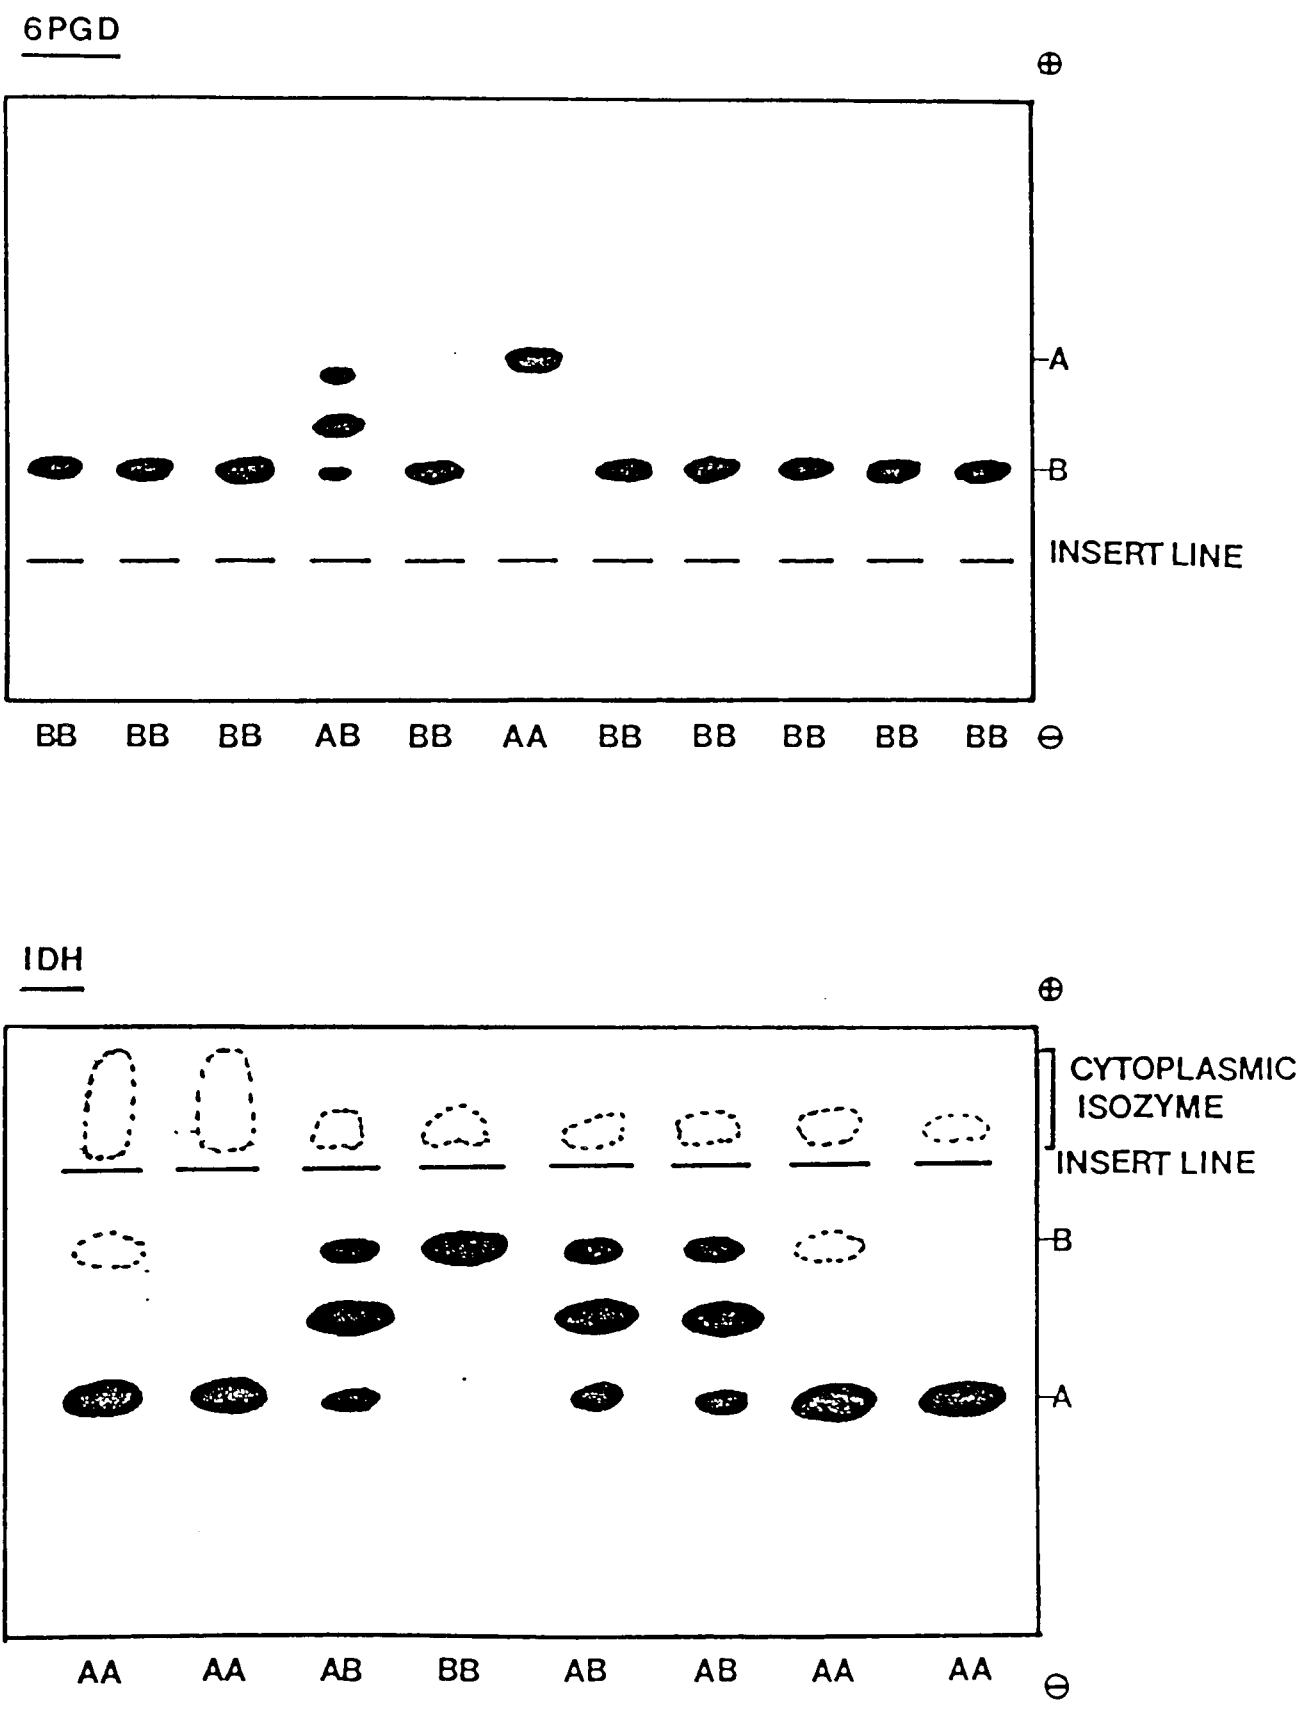 6PGD
⊕
A
B
INSERT LINE
BB BB BB AB BB AA BB BB BB BB BB ⊖
IDH
⊕
CYTOPLASMIC
ISOZYME
INSERT LINE
B
A
AA AA AB BB AB AB AA AA ⊖